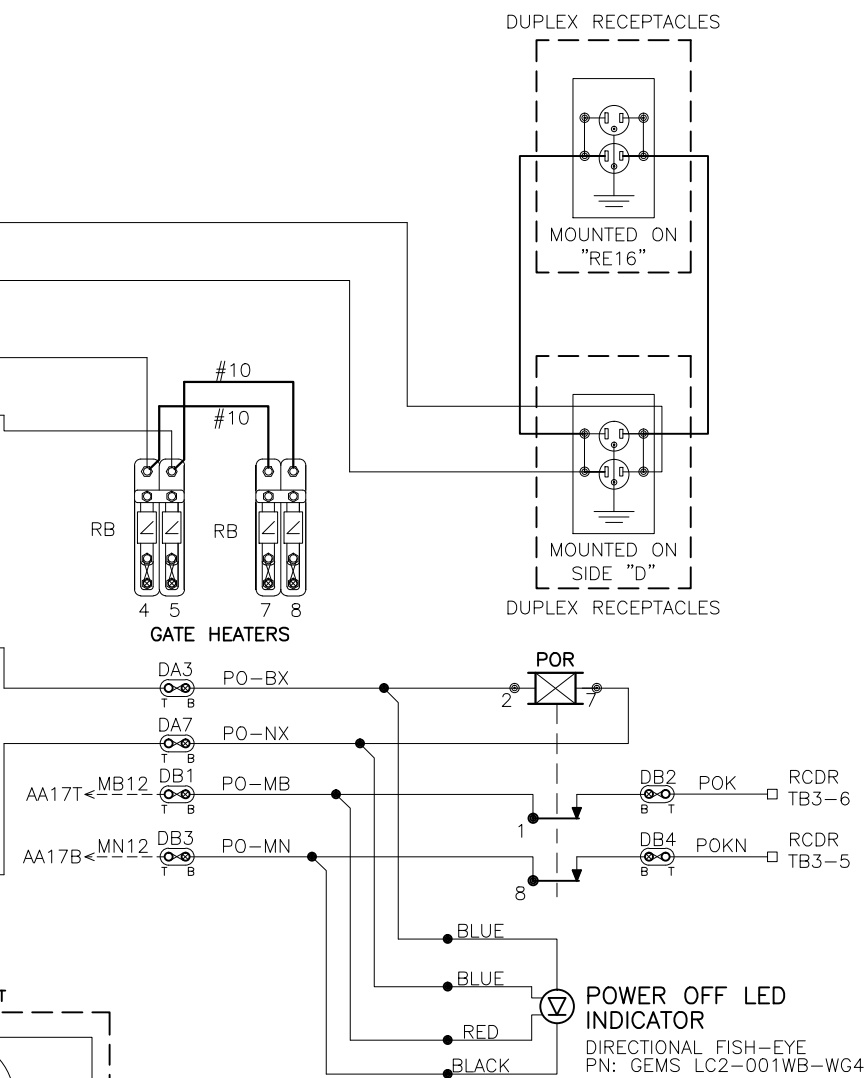 DUPLEX RECEPTACLES
MOUNTED ON
"RE16"
#10
#10
RB
RB
4 5
7 8
GATE HEATERS
MOUNTED ON
SIDE "D"
DUPLEX RECEPTACLES
DA3
T B
PO-BX
POR
2
7
DA7
T B
PO-NX
AA17T
MB12
DB1
T B
PO-MB
1
DB2
B T
POK
RCDR
TB3-6
AA17B
MN12
DB3
T B
PO-MN
8
DB4
B T
POKN
RCDR
TB3-5
BLUE
BLUE
RED
BLACK
POWER OFF LED
INDICATOR
DIRECTIONAL FISH-EYE
PN: GEMS LC2-001WB-WG4
T